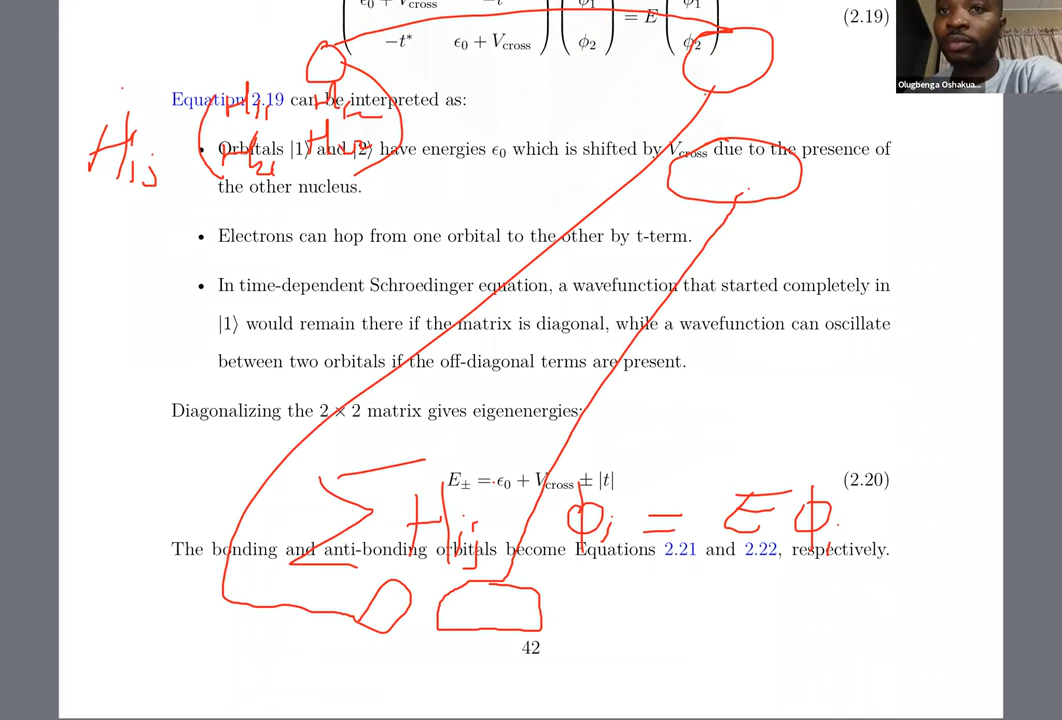 ϵ0 + Vcross −t ϕ1 ϕ1
= E (2.19)
−t* ϵ0 + Vcross ϕ2 ϕ2
Olugbenga Oshakua...
Equation 2.19 can be interpreted as:
Hij
H11 H12
H21 H22
• Orbitals |1⟩ and |2⟩ have energies ϵ0 which is shifted by Vcross due to the presence of
the other nucleus.
• Electrons can hop from one orbital to the other by t-term.
• In time-dependent Schroedinger equation, a wavefunction that started completely in
|1⟩ would remain there if the matrix is diagonal, while a wavefunction can oscillate
between two orbitals if the off-diagonal terms are present.
Diagonalizing the 2 × 2 matrix gives eigenenergies:
E± = ϵ0 + Vcross ± |t| (2.20)
∑ Hij ϕj = E ϕi
The bonding and anti-bonding orbitals become Equations 2.21 and 2.22, respectively.
42